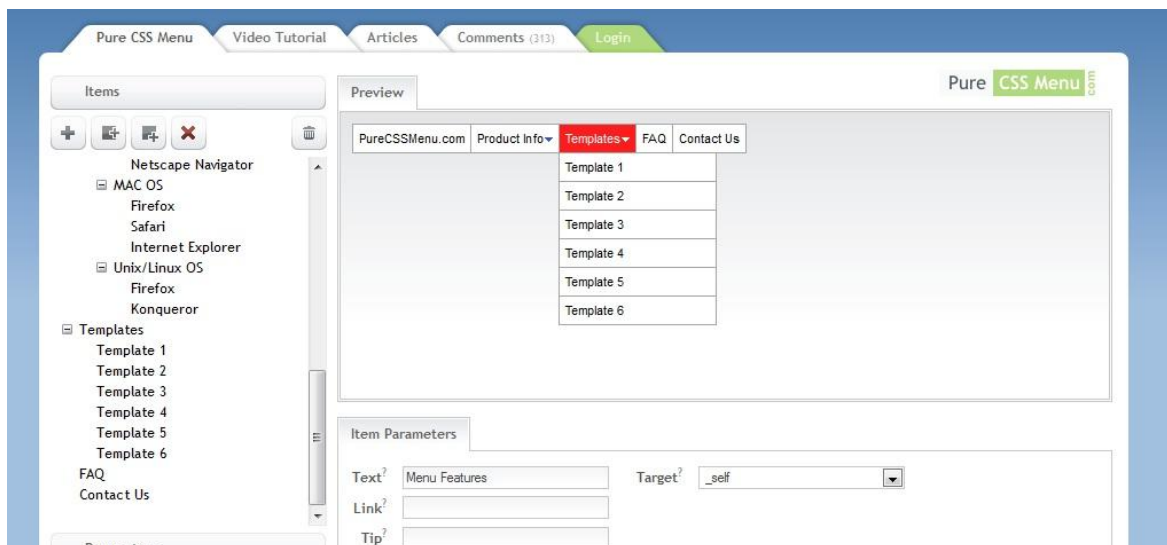 Pure CSS Menu
Video Tutorial
Articles
Comments (313)
Login
Items
Netscape Navigator
MAC OS
Firefox
Safari
Internet Explorer
Unix/Linux OS
Firefox
Konqueror
Templates
Template 1
Template 2
Template 3
Template 4
Template 5
Template 6
FAQ
Contact Us
Preview
Pure CSS Menu .com
PureCSSMenu.com Product Info Templates FAQ Contact Us
Template 1
Template 2
Template 3
Template 4
Template 5
Template 6
Item Parameters
Text? Menu Features Target? _self
Link?
Tip?